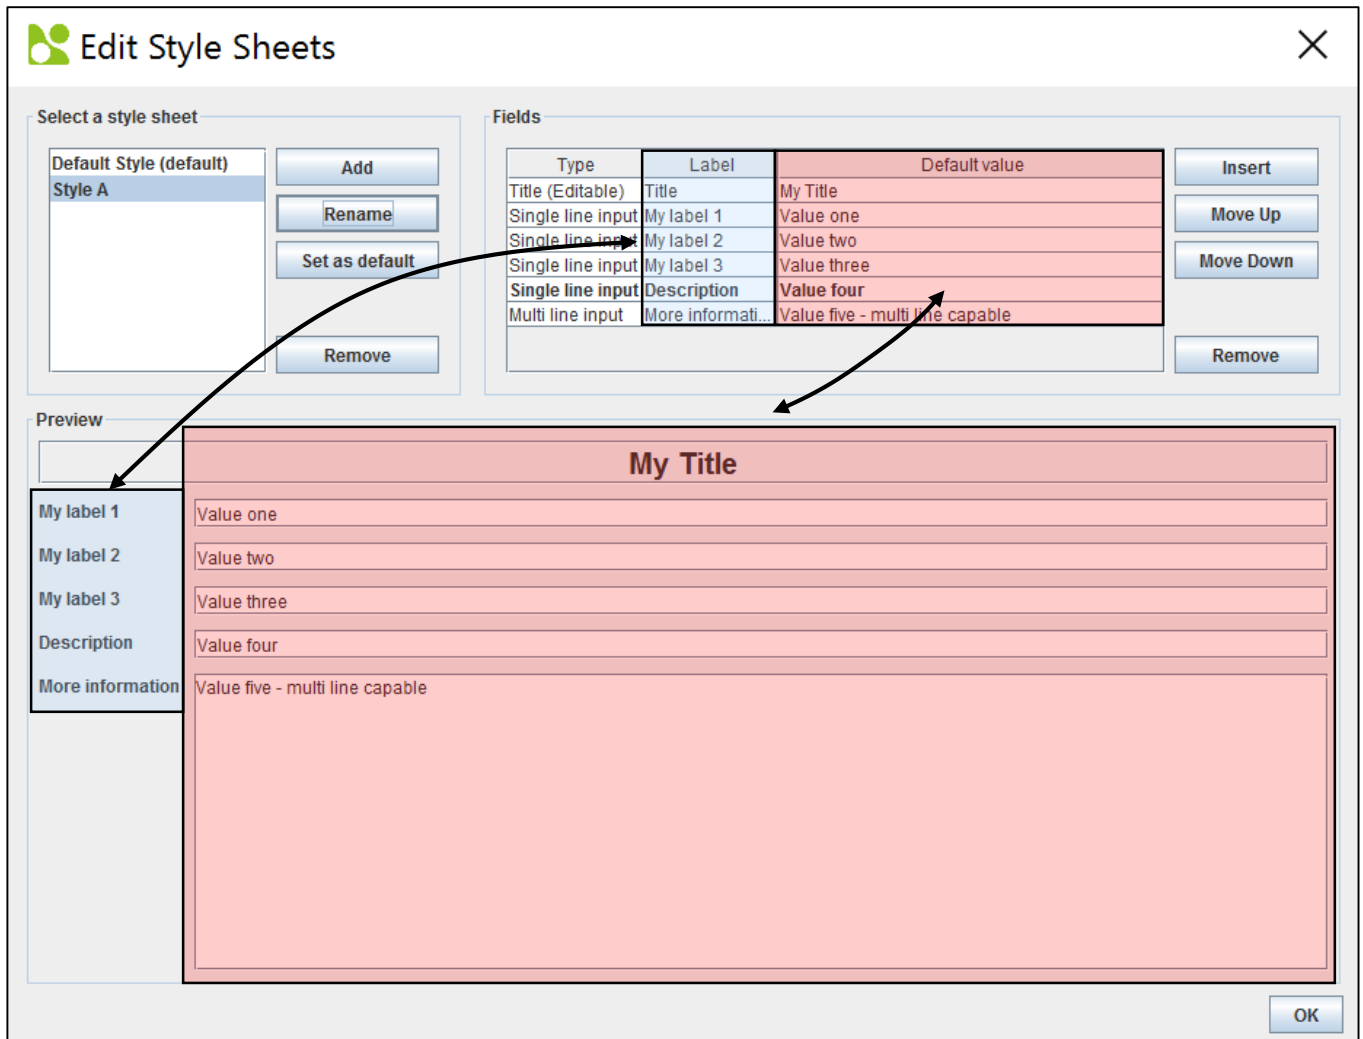 Edit Style Sheets
Select a style sheet
Default Style (default)
Style A
Add
Rename
Set as default
Remove
Fields
Type Label Default value
Title (Editable) Title My Title
Single line input My label 1 Value one
Single line input My label 2 Value two
Single line input My label 3 Value three
Single line input Description Value four
Multi line input More informati... Value five - multi line capable
Insert
Move Up
Move Down
Remove
Preview
My Title
My label 1 Value one
My label 2 Value two
My label 3 Value three
Description Value four
More information Value five - multi line capable
OK